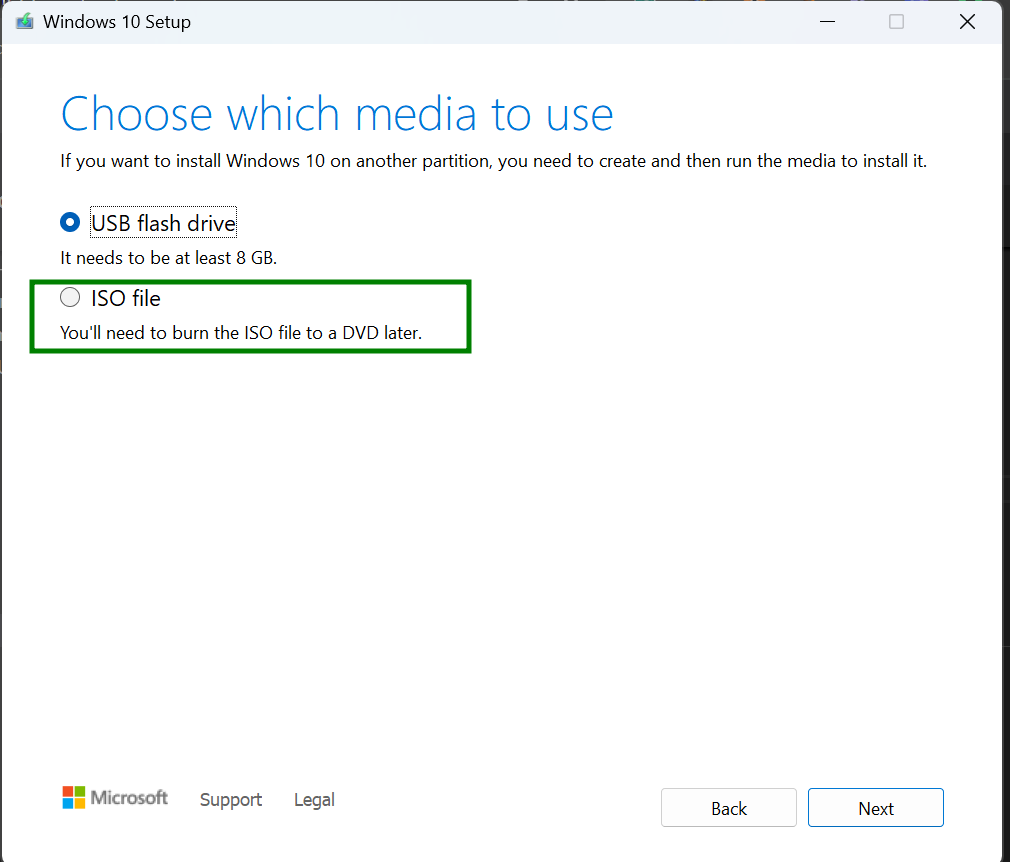 Windows 10 Setup
Choose which media to use
If you want to install Windows 10 on another partition, you need to create and then run the media to install it.
USB flash drive
It needs to be at least 8 GB.
ISO file
You'll need to burn the ISO file to a DVD later.
Microsoft Support Legal Back Next